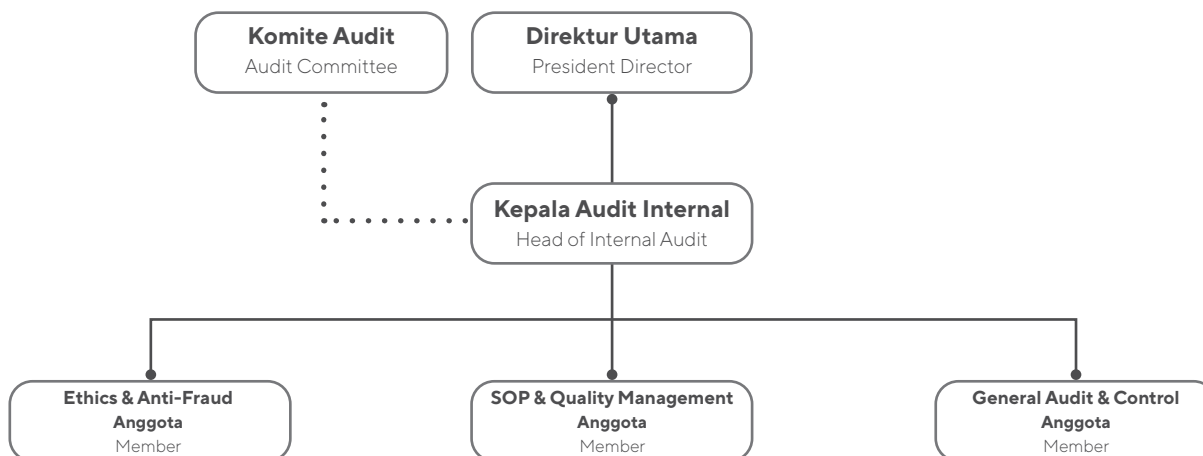 Komite Audit
Audit Committee
Direktur Utama
President Director
Kepala Audit Internal
Head of Internal Audit
Ethics & Anti-Fraud
Anggota
Member
SOP & Quality Management
Anggota
Member
General Audit & Control
Anggota
Member